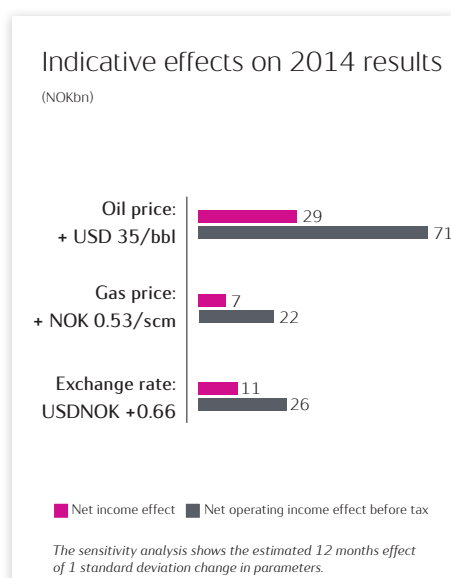 Indicative effects on 2014 results
(NOKbn)
Oil price:
+ USD 35/bbl
29
71
Gas price:
+ NOK 0.53/scm
7
22
Exchange rate:
USDNOK +0.66
11
26
Net income effect Net operating income effect before tax
The sensitivity analysis shows the estimated 12 months effect
of 1 standard deviation change in parameters.